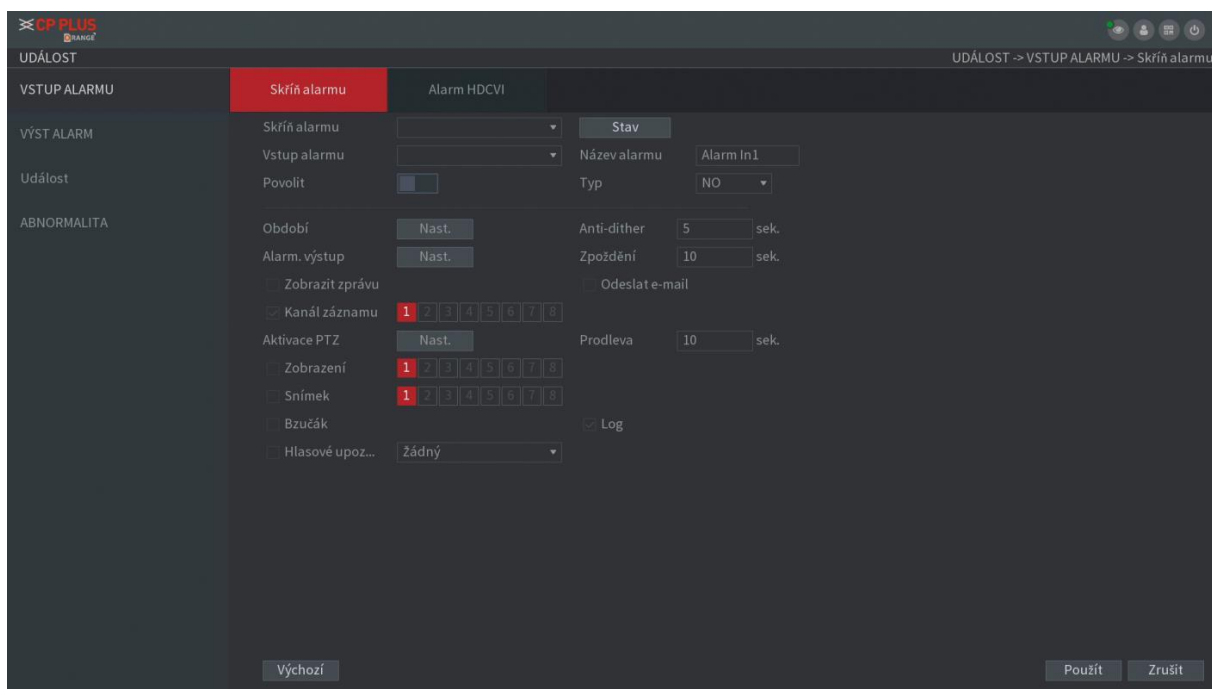 CP PLUS
ORANGE
UDÁLOST UDÁLOST -> VSTUP ALARMU -> Skříň alarmu
VSTUP ALARMU Skříň alarmu Alarm HDCVI
VÝST ALARM
Událost
ABNORMALITA
Skříň alarmu Stav
Vstup alarmu Název alarmu Alarm In1
Povolit Typ NO
Období Nast. Anti-dither 5 sek.
Alarm. výstup Nast. Zpoždění 10 sek.
Zobrazit zprávu Odeslat e-mail
Kanál záznamu 1 2 3 4 5 6 7 8
Aktivace PTZ Nast. Prodleva 10 sek.
Zobrazení 1 2 3 4 5 6 7 8
Snímek 1 2 3 4 5 6 7 8
Bzučák Log
Hlasové upoz... Žádný
Výchozí Použít Zrušit